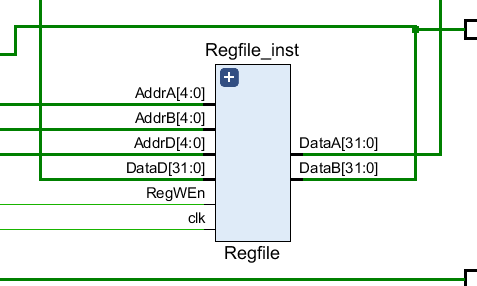 Regfile_inst
AddrA[4:0]
AddrB[4:0]
AddrD[4:0]
DataA[31:0]
DataD[31:0]
DataB[31:0]
RegWEn
clk
Regfile